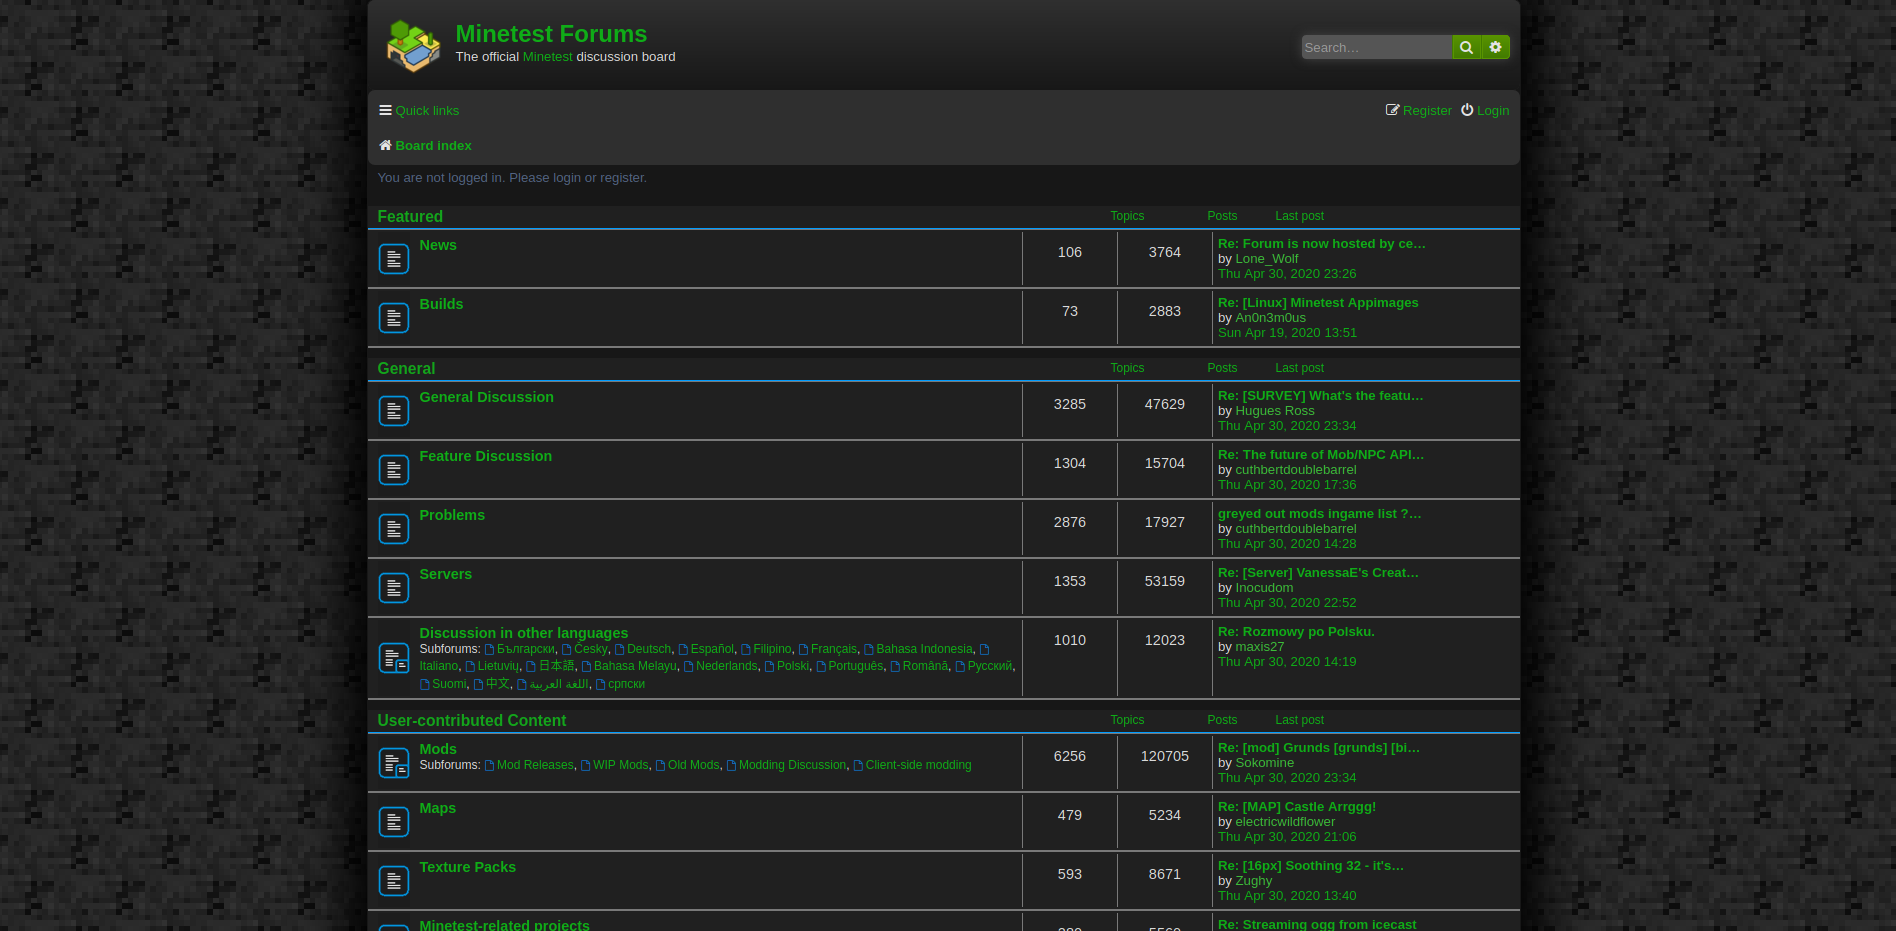 Minetest Forums
The official Minetest discussion board
Search…
Quick links
Register Login
Board index
You are not logged in. Please login or register.
Featured Topics Posts Last post
News 106 3764 Re: Forum is now hosted by ce…
by Lone_Wolf
Thu Apr 30, 2020 23:26
Builds 73 2883 Re: [Linux] Minetest Appimages
by An0n3m0us
Sun Apr 19, 2020 13:51
General Topics Posts Last post
General Discussion 3285 47629 Re: [SURVEY] What's the featu…
by Hugues Ross
Thu Apr 30, 2020 23:34
Feature Discussion 1304 15704 Re: The future of Mob/NPC API…
by cuthbertdoublebarrel
Thu Apr 30, 2020 17:36
Problems 2876 17927 greyed out mods ingame list ?…
by cuthbertdoublebarrel
Thu Apr 30, 2020 14:28
Servers 1353 53159 Re: [Server] VanessaE's Creat…
by Inocudom
Thu Apr 30, 2020 22:52
Discussion in other languages 1010 12023 Re: Rozmowy po Polsku.
Subforums: Български, Česky, Deutsch, Español, Filipino, Français, Bahasa Indonesia, by maxis27
Italiano, Lietuvių, 日本語, Bahasa Melayu, Nederlands, Polski, Português, Română, Русский, Thu Apr 30, 2020 14:19
Suomi, 中文, اللغة العربية, српски
User-contributed Content Topics Posts Last post
Mods 6256 120705 Re: [mod] Grunds [grunds] [bi…
Subforums: Mod Releases, WIP Mods, Old Mods, Modding Discussion, Client-side modding by Sokomine
Thu Apr 30, 2020 23:34
Maps 479 5234 Re: [MAP] Castle Arrggg!
by electricwildflower
Thu Apr 30, 2020 21:06
Texture Packs 593 8671 Re: [16px] Soothing 32 - it's…
by Zughy
Thu Apr 30, 2020 13:40
Minetest-related projects Re: Streaming ogg from icecast